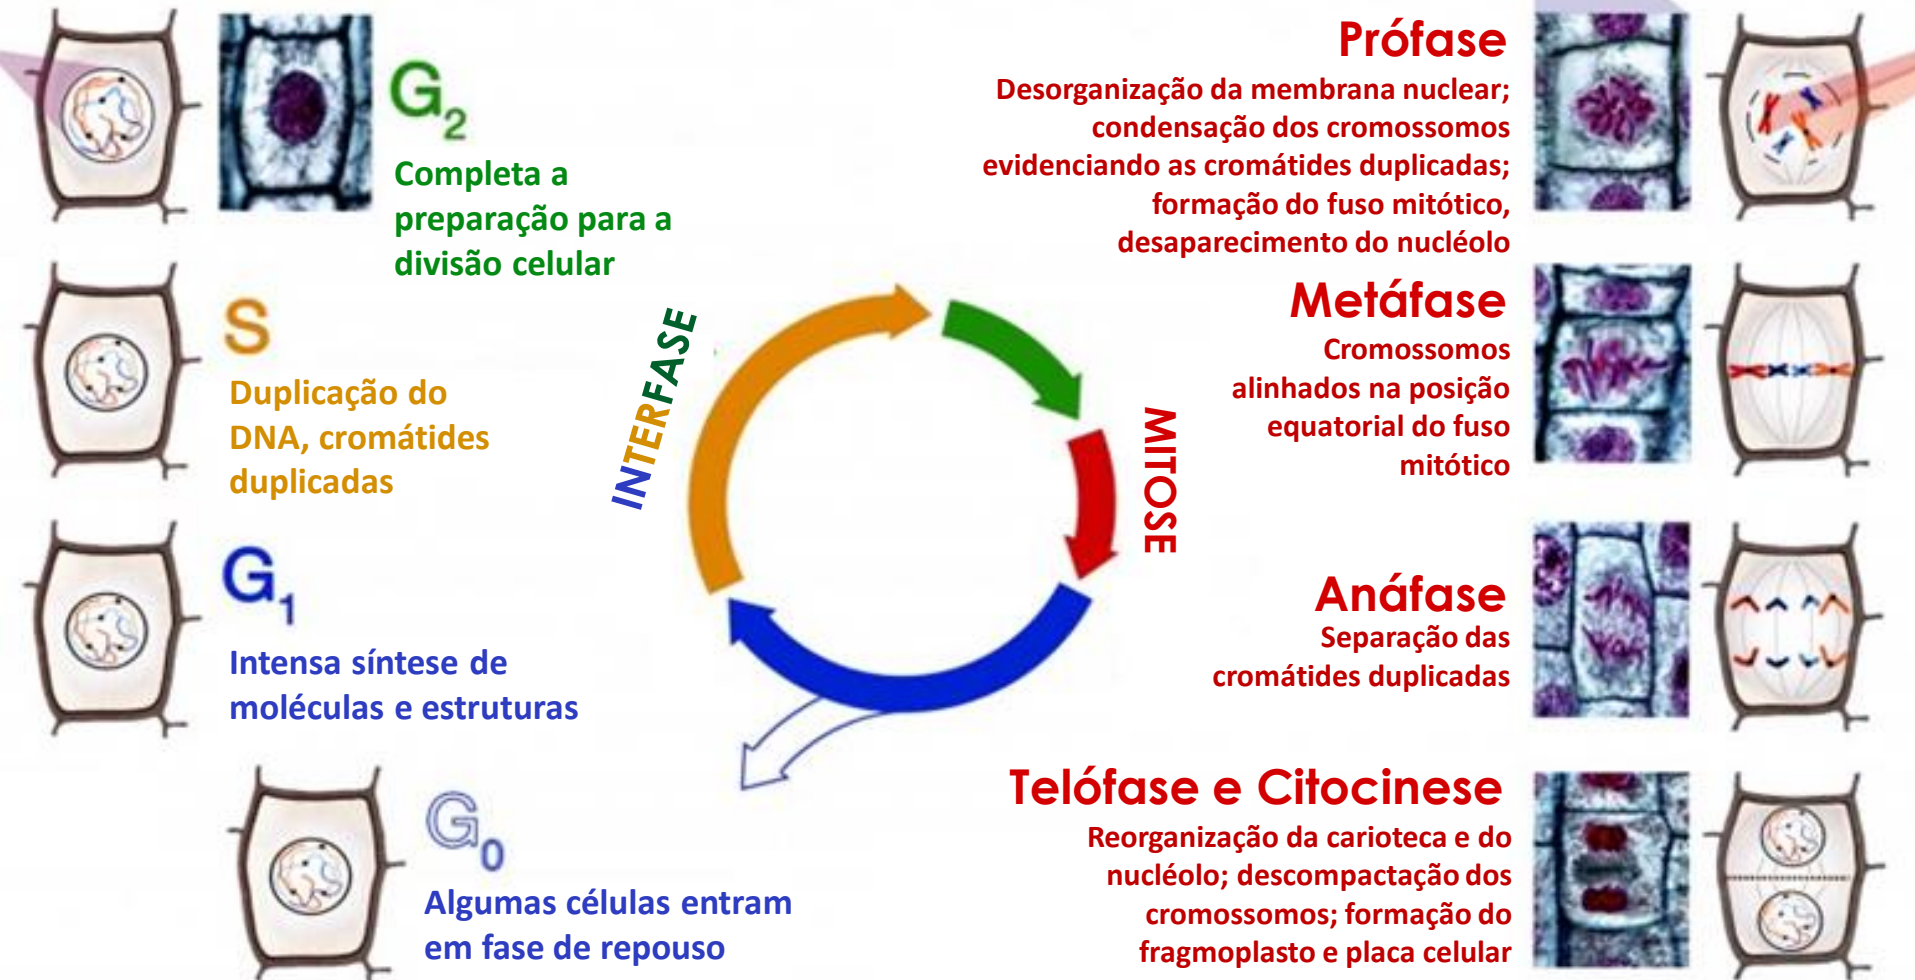 G2
Completa a
preparação para a
divisão celular
S
Duplicação do
DNA, cromátides
duplicadas
G1
Intensa síntese de
moléculas e estruturas
G0
Algumas células entram
em fase de repouso
INTERFASE
MITOSE
Prófase
Desorganização da membrana nuclear;
condensação dos cromossomos
evidenciando as cromátides duplicadas;
formação do fuso mitótico,
desaparecimento do nucléolo
Metáfase
Cromossomos
alinhados na posição
equatorial do fuso
mitótico
Anáfase
Separação das
cromátides duplicadas
Telófase e Citocinese
Reorganização da carioteca e do
nucléolo; descompactação dos
cromossomos; formação do
fragmoplasto e placa celular